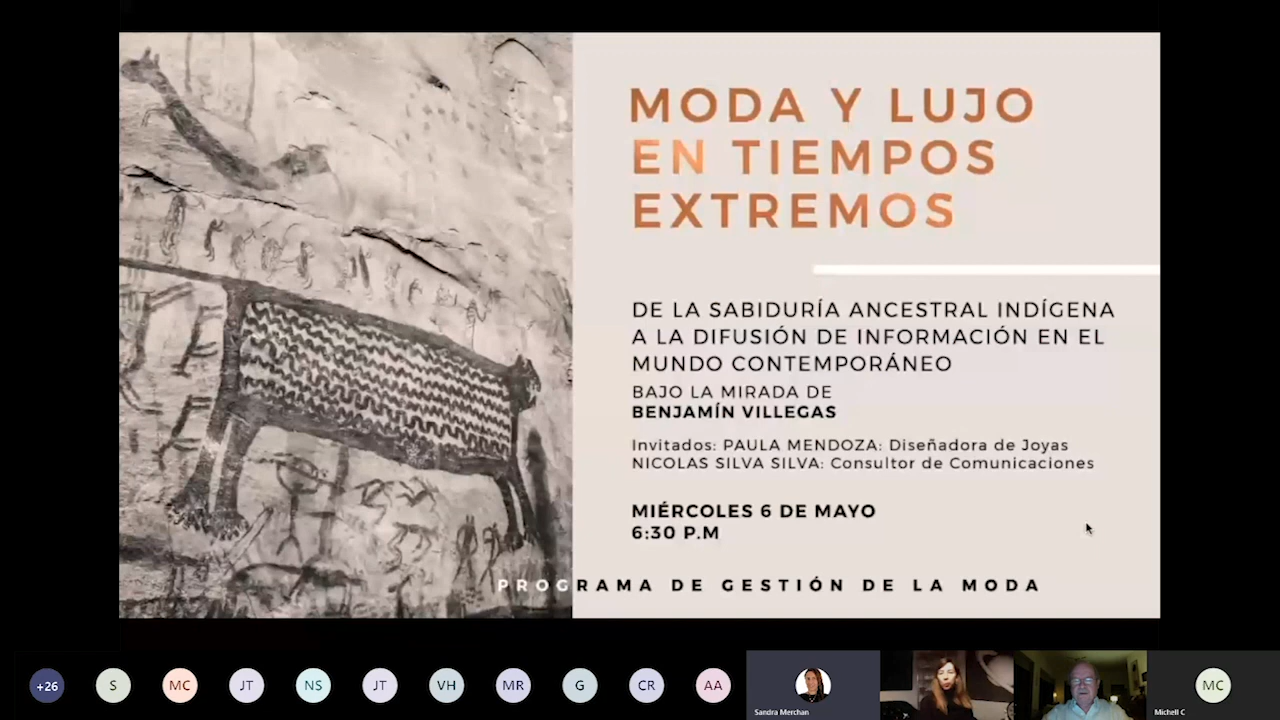 MODA Y LUJO
EN TIEMPOS
EXTREMOS
DE LA SABIDURÍA ANCESTRAL INDÍGENA
A LA DIFUSIÓN DE INFORMACIÓN EN EL
MUNDO CONTEMPORÁNEO
BAJO LA MIRADA DE
BENJAMÍN VILLEGAS
Invitados: PAULA MENDOZA: Diseñadora de Joyas
NICOLAS SILVA SILVA: Consultor de Comunicaciones
MIÉRCOLES 6 DE MAYO
6:30 P.M
PROGRAMA DE GESTIÓN DE LA MODA
+26 S MC JT NS JT VH MR G CR AA MC
Sandra Merchan Michell C